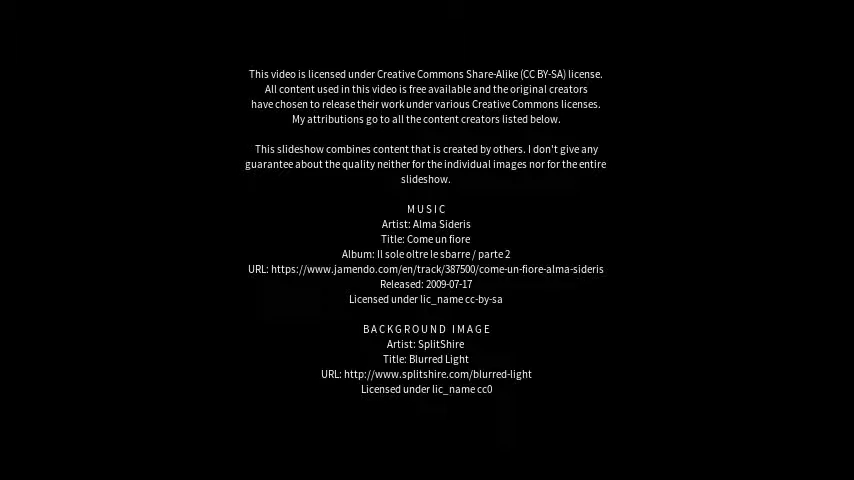 This video is licensed under Creative Commons Share-Alike (CC BY-SA) license.
All content used in this video is free available and the original creators
have chosen to release their work under various Creative Commons licenses.
My attributions go to all the content creators listed below.
This slideshow combines content that is created by others. I don't give any
guarantee about the quality neither for the individual images nor for the entire
slideshow.
MUSIC
Artist: Alma Sideris
Title: Come un fiore
Album: Il sole oltre le sbarre / parte 2
URL: https://www.jamendo.com/en/track/387500/come-un-fiore-alma-sideris
Released: 2009-07-17
Licensed under lic_name cc-by-sa
BACKGROUND IMAGE
Artist: SplitShire
Title: Blurred Light
URL: http://www.splitshire.com/blurred-light
Licensed under lic_name cc0